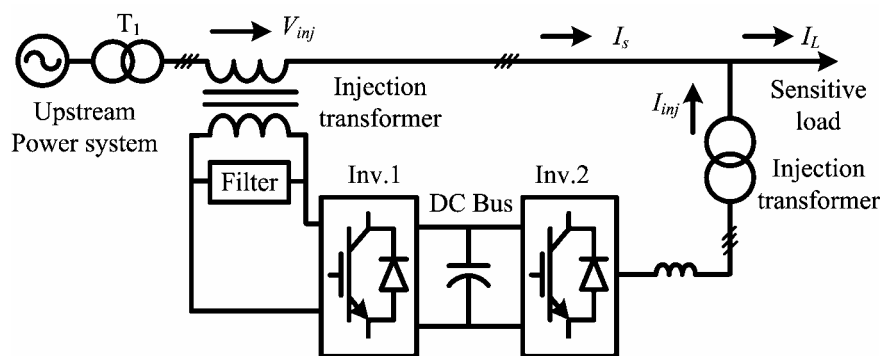 T1
Vinj
Is
IL
Upstream
Power system
Injection
transformer
Iinj
Sensitive
load
Filter
Inv.1
DC Bus
Inv.2
Injection
transformer